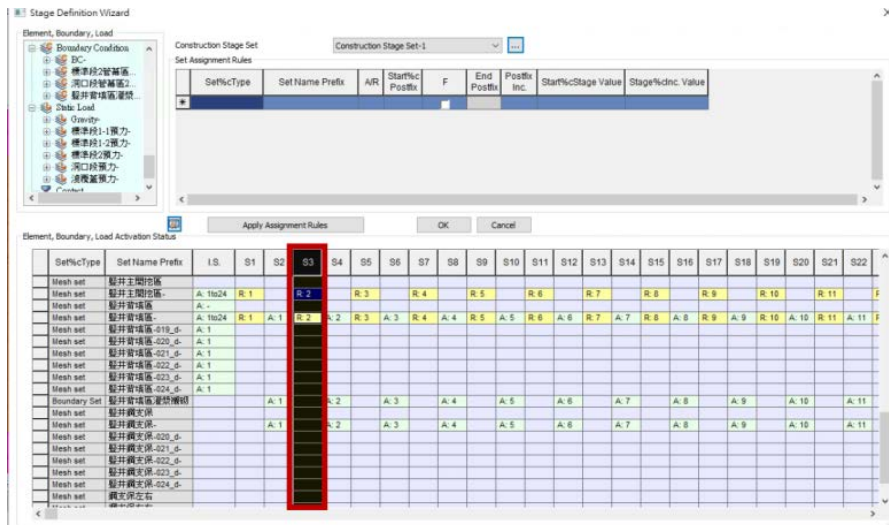 Stage Definition Wizard
Element, Boundary, Load
Boundary Condition
BC-
標準段2管幕區...
洞口段管幕區2...
豎井背填區灌漿...
Static Load
Gravity-
標準段1-1預力-
標準段1-2預力-
標準段2預力-
洞口段預力-
浇覆蓋預力-
Contact
Construction Stage Set
Construction Stage Set-1
...
Set Assignment Rules
Set%cType Set Name Prefix A/R Start%c Postfix F End Postfix Postfix Inc. Start%cStage Value Stage%cInc. Value
Apply Assignment Rules OK Cancel
Element, Boundary, Load Activation Status
Set%cType Set Name Prefix I.S. S1 S2 S3 S4 S5 S6 S7 S8 S9 S10 S11 S12 S13 S14 S15 S16 S17 S18 S19 S20 S21 S22
Mesh set 豎井主開挖區
Mesh set 豎井主開挖區- A: 1to24 R: 1 R: 2 R: 3 R: 4 R: 5 R: 6 R: 7 R: 8 R: 9 R: 10 R: 11
Mesh set 豎井背填區 A: -
Mesh set 豎井背填區- A: 1to24 R: 1 A: 1 R: 2 A: 2 R: 3 A: 3 R: 4 A: 4 R: 5 A: 5 R: 6 A: 6 R: 7 A: 7 R: 8 A: 8 R: 9 A: 9 R: 10 A: 10 R: 11 A: 11
Mesh set 豎井背填區-019_d- A: 1
Mesh set 豎井背填區-020_d- A: 1
Mesh set 豎井背填區-021_d- A: 1
Mesh set 豎井背填區-022_d- A: 1
Mesh set 豎井背填區-023_d- A: 1
Mesh set 豎井背填區-024_d- A: 1
Boundary Set 豎井背填區灌漿 A: 1 A: 2 A: 3 A: 4 A: 5 A: 6 A: 7 A: 8 A: 9 A: 10 A: 11
Mesh set 豎井鋼支保
Mesh set 豎井鋼支保- A: 1 A: 2 A: 3 A: 4 A: 5 A: 6 A: 7 A: 8 A: 9 A: 10 A: 11
Mesh set 豎井鋼支保-020_d-
Mesh set 豎井鋼支保-021_d-
Mesh set 豎井鋼支保-022_d-
Mesh set 豎井鋼支保-023_d-
Mesh set 豎井鋼支保-024_d-
Mesh set 鋼支保左右